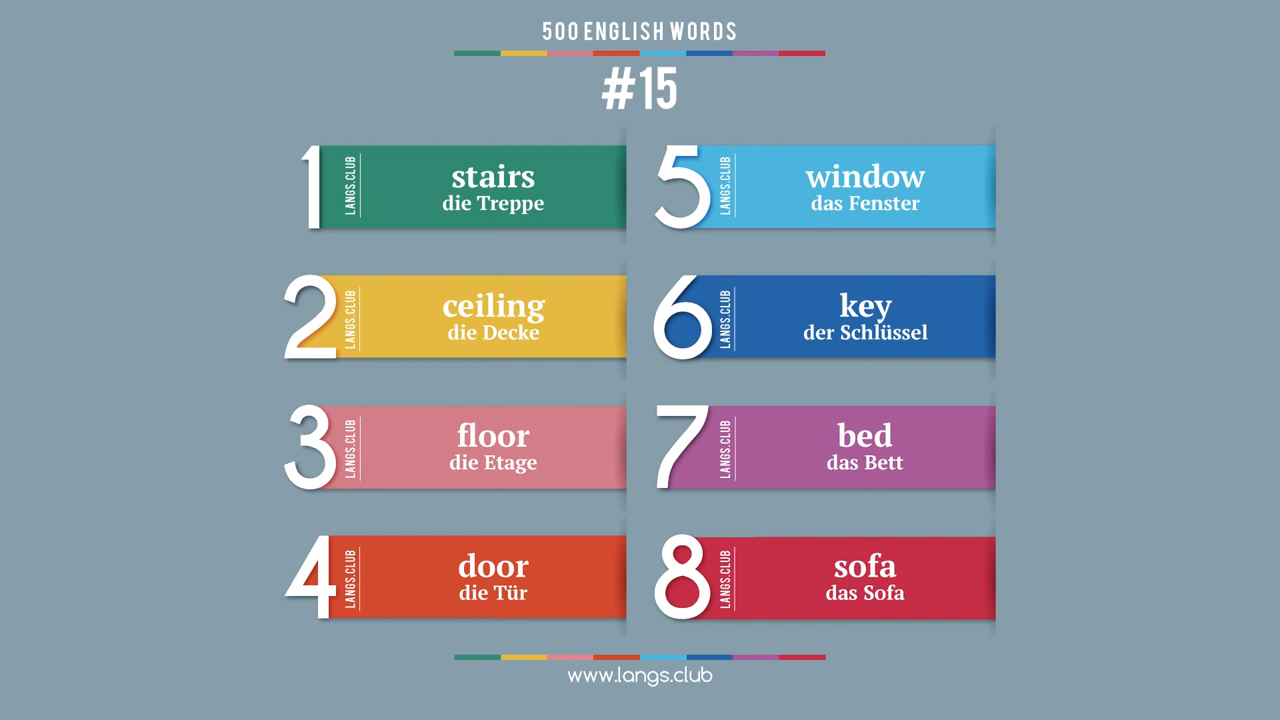 500 ENGLISH WORDS
#15
1
LANGS.CLUB
stairs
die Treppe
2
LANGS.CLUB
ceiling
die Decke
3
LANGS.CLUB
floor
die Etage
4
LANGS.CLUB
door
die Tür
5
LANGS.CLUB
window
das Fenster
6
LANGS.CLUB
key
der Schlüssel
7
LANGS.CLUB
bed
das Bett
8
LANGS.CLUB
sofa
das Sofa
www.langs.club